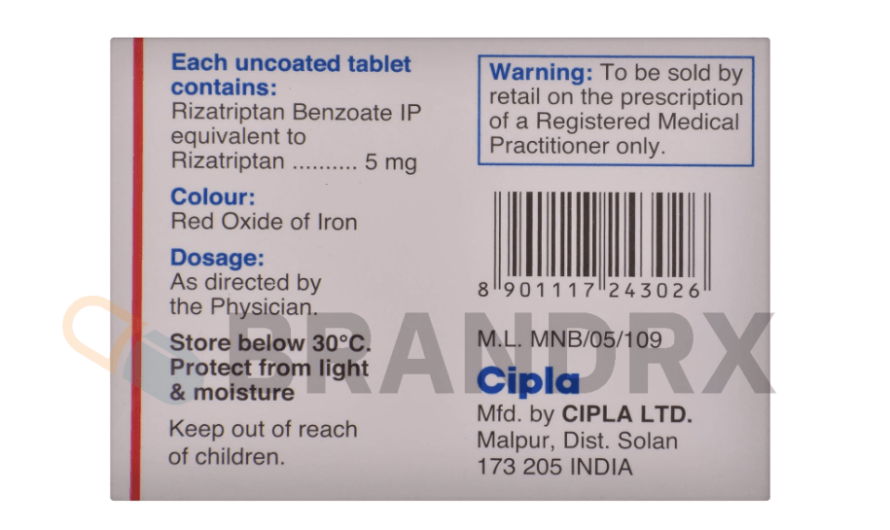 Each uncoated tablet
contains:
Rizatriptan Benzoate IP
equivalent to
Rizatriptan .......... 5 mg
Colour:
Red Oxide of Iron
Dosage:
As directed by
the Physician.
Store below 30°C.
Protect from light
& moisture
Keep out of reach
of children.
Warning: To be sold by
retail on the prescription
of a Registered Medical
Practitioner only.
8 901117 243026
M.L. MNB/05/109
Cipla
Mfd. by CIPLA LTD.
Malpur, Dist. Solan
173 205 INDIA
BRANDRX